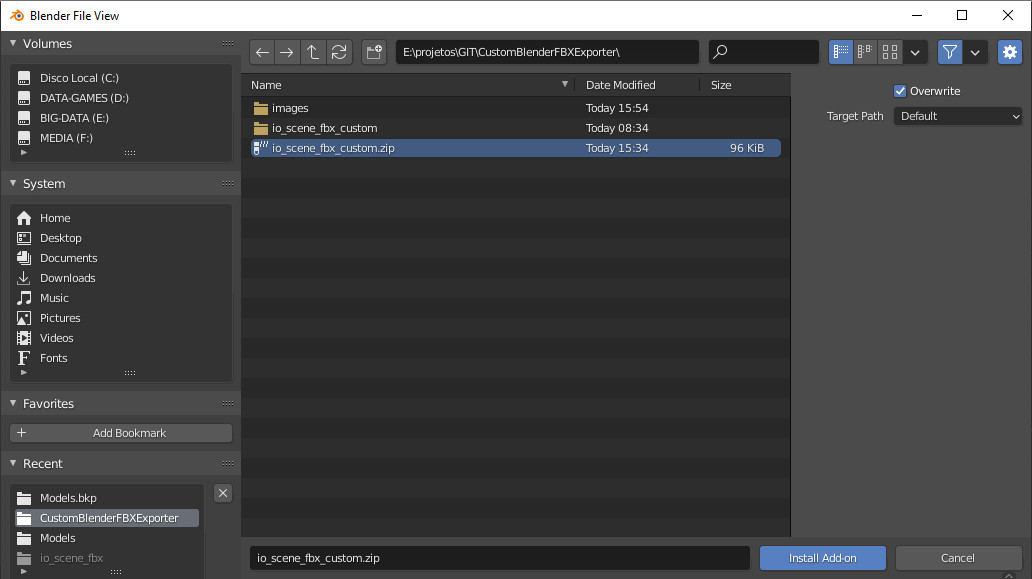 Blender File View
Volumes
Disco Local (C:)
DATA-GAMES (D:)
BIG-DATA (E:)
MEDIA (F:)
System
Home
Desktop
Documents
Downloads
Music
Pictures
Videos
Fonts
Favorites
+ Add Bookmark
Recent
Models.bkp
CustomBlenderFBXExporter
Models
io_scene_fbx
E:\projetos\GIT\CustomBlenderFBXExporter\
Name Date Modified Size
images Today 15:54
io_scene_fbx_custom Today 08:34
io_scene_fbx_custom.zip Today 15:34 96 KiB
Overwrite
Target Path Default
io_scene_fbx_custom.zip Install Add-on Cancel